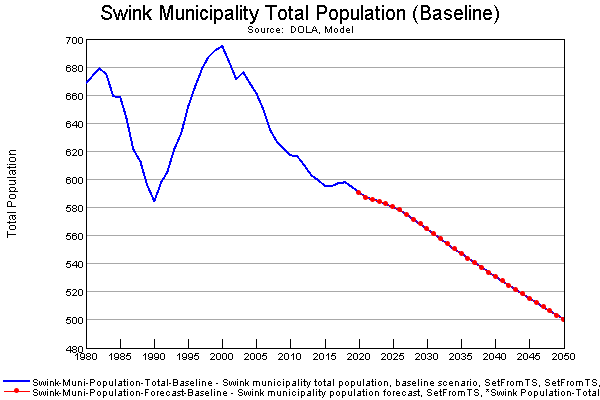 Swink Municipality Total Population (Baseline)
Source: DOLA, Model
Total Population
700
680
660
640
620
600
580
560
540
520
500
480
1980 1985 1990 1995 2000 2005 2010 2015 2020 2025 2030 2035 2040 2045 2050
Swink-Muni-Population-Total-Baseline - Swink municipality total population, baseline scenario, SetFromTS, SetFromTS,
Swink-Muni-Population-Forecast-Baseline - Swink municipality population forecast, SetFromTS, *Swink Population-Total